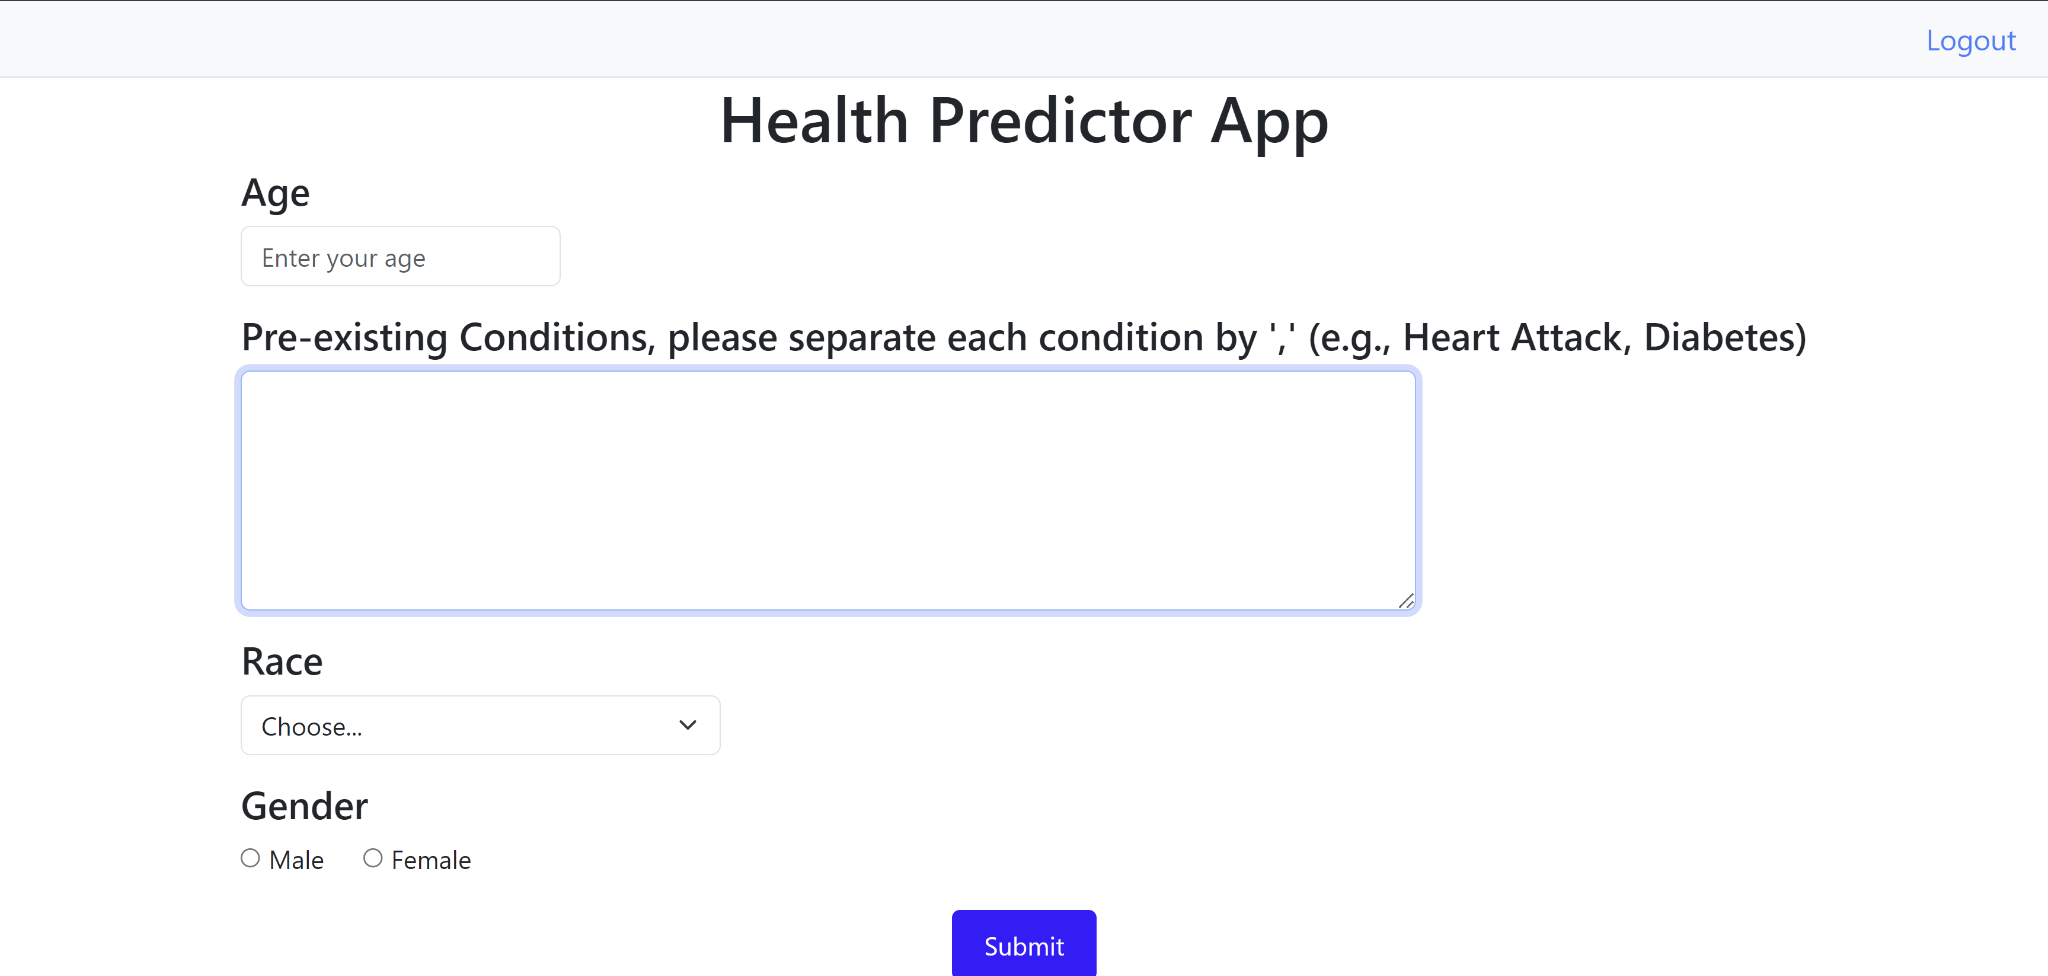 Logout
Health Predictor App
Age
Enter your age
Pre-existing Conditions, please separate each condition by ',' (e.g., Heart Attack, Diabetes)
Race
Choose...
Gender
Male Female
Submit